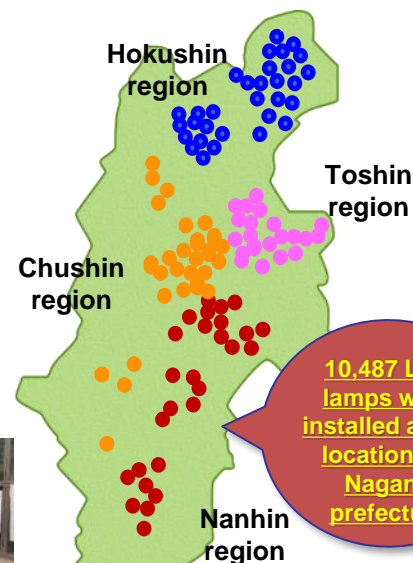 Hokushin
region
Toshin
region
Chushin
region
10,487 L
lamps w
installed a
location
Nagan
prefectu
Nanhin
region